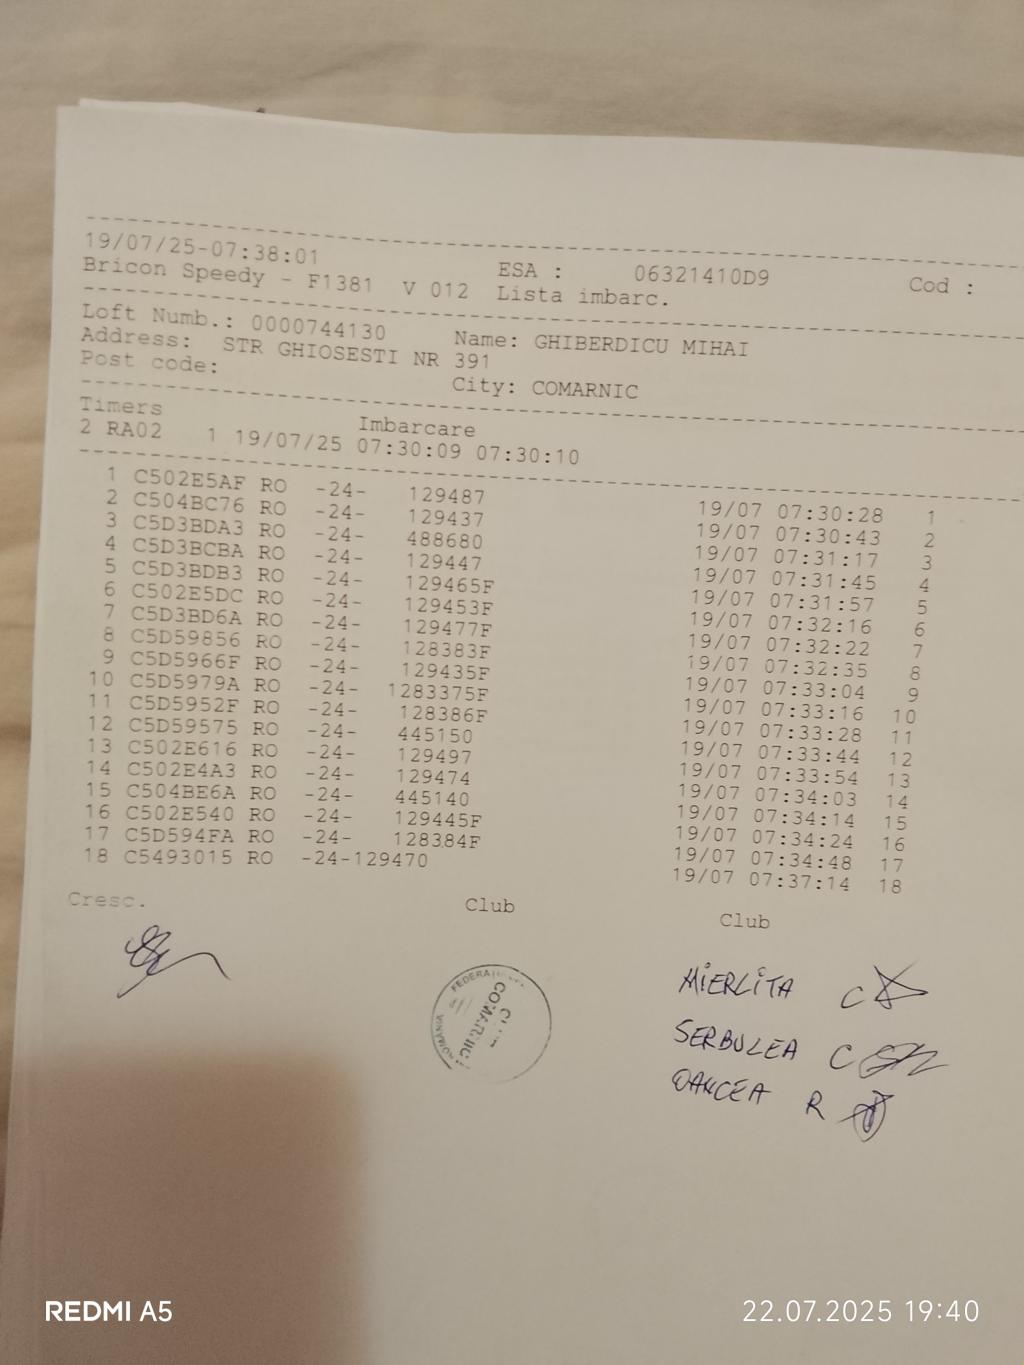 19/07/25-07:38:01
Bricon Speedy - F1381 V 012 ESA : 06321410D9 Cod :
Lista imbarc.
Loft Numb.: 0000744130 Name: GHIBERDICU MIHAI
Address: STR GHIOSESTI NR 391
Post code: City: COMARNIC
Timers Imbarcare
2 RA02 1 19/07/25 07:30:09 07:30:10
1 C502E5AF RO -24- 129487 19/07 07:30:28 1
2 C504BC76 RO -24- 129437 19/07 07:30:43 2
3 C5D3BDA3 RO -24- 488680 19/07 07:31:17 3
4 C5D3BCBA RO -24- 129447 19/07 07:31:45 4
5 C5D3BDB3 RO -24- 129465F 19/07 07:31:57 5
6 C502E5DC RO -24- 129453F 19/07 07:32:16 6
7 C5D3BD6A RO -24- 129477F 19/07 07:32:22 7
8 C5D59856 RO -24- 128383F 19/07 07:32:35 8
9 C5D5966F RO -24- 129435F 19/07 07:33:04 9
10 C5D5979A RO -24- 1283375F 19/07 07:33:16 10
11 C5D5952F RO -24- 128386F 19/07 07:33:28 11
12 C5D59575 RO -24- 445150 19/07 07:33:44 12
13 C502E616 RO -24- 129497 19/07 07:33:54 13
14 C502E4A3 RO -24- 129474 19/07 07:34:03 14
15 C504BE6A RO -24- 445140 19/07 07:34:14 15
16 C502E540 RO -24- 129445F 19/07 07:34:24 16
17 C5D594FA RO -24- 128384F 19/07 07:34:48 17
18 C5493015 RO -24-129470 19/07 07:37:14 18
Cresc. Club Club
ROMÂNIA
COMARNIC
MIERLITA C
SERBULEA C
OANCEA R
REDMI A5
22.07.2025 19:40